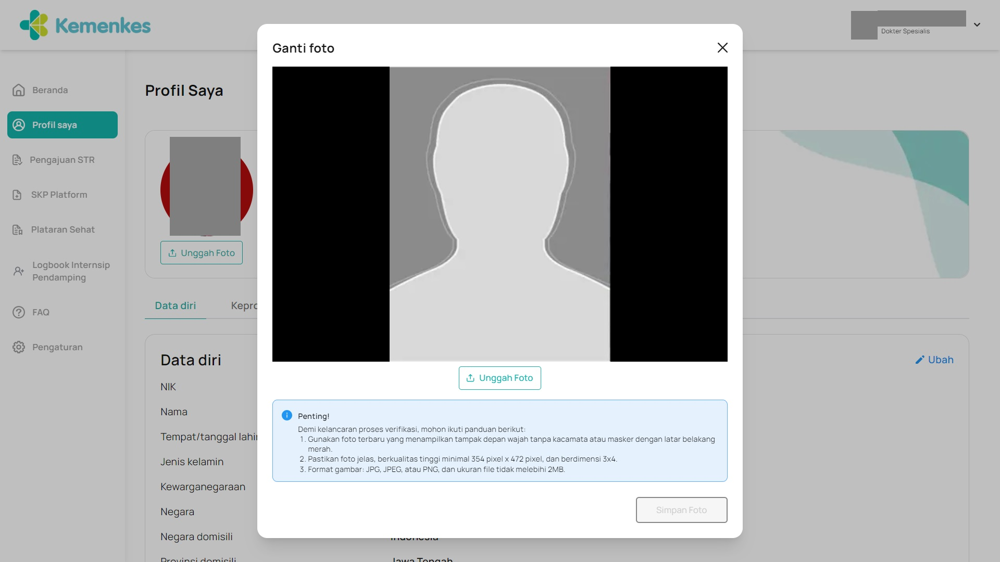 Kemenkes
Dokter Spesialis
Beranda
Profil saya
Pengajuan STR
SKP Platform
Plataran Sehat
Logbook Internsip
Pendamping
FAQ
Pengaturan
Profil Saya
Unggah Foto
Data diri
Kepro
Data diri
Ubah
NIK
Nama
Tempat/tanggal lahir
Jenis kelamin
Kewarganegaraan
Negara
Negara domisili
Indonesia
Provinsi domisili
Jawa Tengah
Ganti foto
Unggah Foto
Penting!
Demi kelancaran proses verifikasi, mohon ikuti panduan berikut:
1. Gunakan foto terbaru yang menampilkan tampak depan wajah tanpa kacamata atau masker dengan latar belakang
merah.
2. Pastikan foto jelas, berkualitas tinggi minimal 354 pixel x 472 pixel, dan berdimensi 3x4.
3. Format gambar: JPG, JPEG, atau PNG, dan ukuran file tidak melebihi 2MB.
Simpan Foto